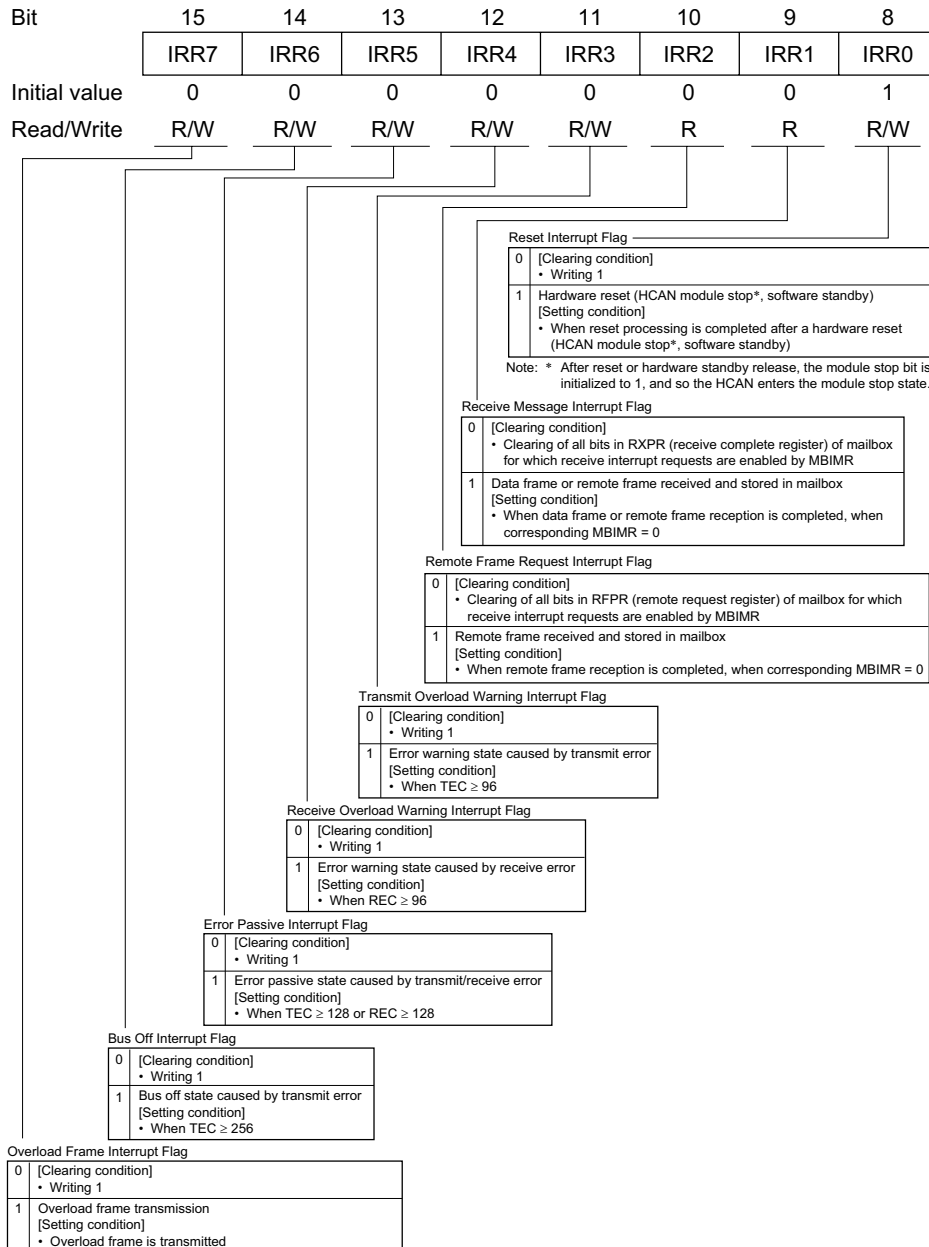 Bit 15 14 13 12 11 10 9 8
IRR7 IRR6 IRR5 IRR4 IRR3 IRR2 IRR1 IRR0
Initial value 0 0 0 0 0 0 0 1
Read/Write R/W R/W R/W R/W R/W R R R/W
Reset Interrupt Flag
0 [Clearing condition]
• Writing 1
1 Hardware reset (HCAN module stop*, software standby)
[Setting condition]
• When reset processing is completed after a hardware reset
(HCAN module stop*, software standby)
Note: * After reset or hardware standby release, the module stop bit is
initialized to 1, and so the HCAN enters the module stop state.
Receive Message Interrupt Flag
0 [Clearing condition]
• Clearing of all bits in RXPR (receive complete register) of mailbox
for which receive interrupt requests are enabled by MBIMR
1 Data frame or remote frame received and stored in mailbox
[Setting condition]
• When data frame or remote frame reception is completed, when
corresponding MBIMR = 0
Remote Frame Request Interrupt Flag
0 [Clearing condition]
• Clearing of all bits in RFPR (remote request register) of mailbox for which
receive interrupt requests are enabled by MBIMR
1 Remote frame received and stored in mailbox
[Setting condition]
• When remote frame reception is completed, when corresponding MBIMR = 0
Transmit Overload Warning Interrupt Flag
0 [Clearing condition]
• Writing 1
1 Error warning state caused by transmit error
[Setting condition]
• When TEC ≥ 96
Receive Overload Warning Interrupt Flag
0 [Clearing condition]
• Writing 1
1 Error warning state caused by receive error
[Setting condition]
• When REC ≥ 96
Error Passive Interrupt Flag
0 [Clearing condition]
• Writing 1
1 Error passive state caused by transmit/receive error
[Setting condition]
• When TEC ≥ 128 or REC ≥ 128
Bus Off Interrupt Flag
0 [Clearing condition]
• Writing 1
1 Bus off state caused by transmit error
[Setting condition]
• When TEC ≥ 256
Overload Frame Interrupt Flag
0 [Clearing condition]
• Writing 1
1 Overload frame transmission
[Setting condition]
• Overload frame is transmitted